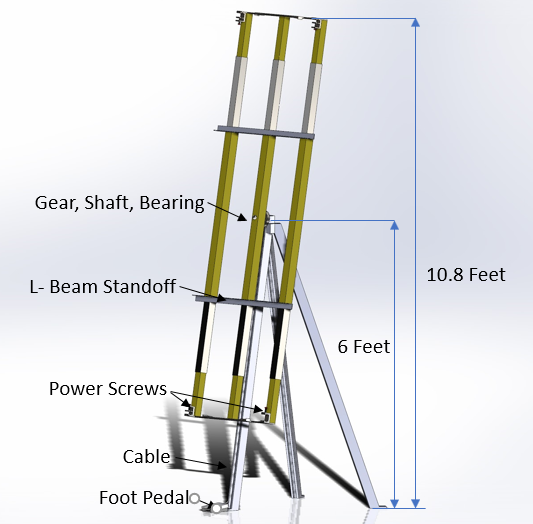 Gear, Shaft, Bearing
L- Beam Standoff
10.8 Feet
6 Feet
Power Screws
Cable
Foot Pedal